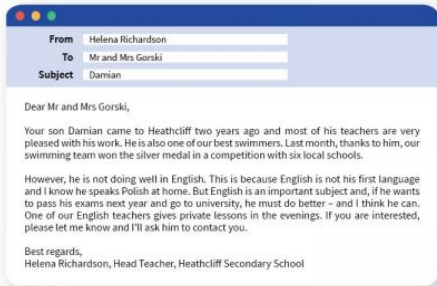 From Helena Richardson
To Mr and Mrs Gorski
Subject Damian
Dear Mr and Mrs Gorski,
Your son Damian came to Heathcliff two years ago and most of his teachers are very
pleased with his work. He is also one of our best swimmers. Last month, thanks to him, our
swimming team won the silver medal in a competition with six local schools.
However, he is not doing well in English. This is because English is not his first language
and I know he speaks Polish at home. But English is an important subject and, if he wants
to pass his exams next year and go to university, he must do better – and I think he can.
One of our English teachers gives private lessons in the evenings. If you are interested,
please let me know and I'll ask him to contact you.
Best regards,
Helena Richardson, Head Teacher, Heathcliff Secondary School